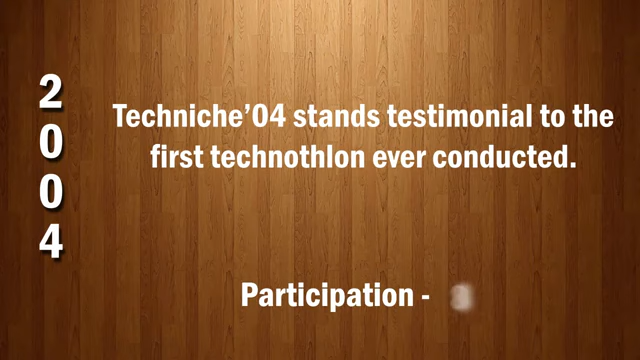 2
0
0
4
Techniche’04 stands testimonial to the
first technothlon ever conducted.
Participation -